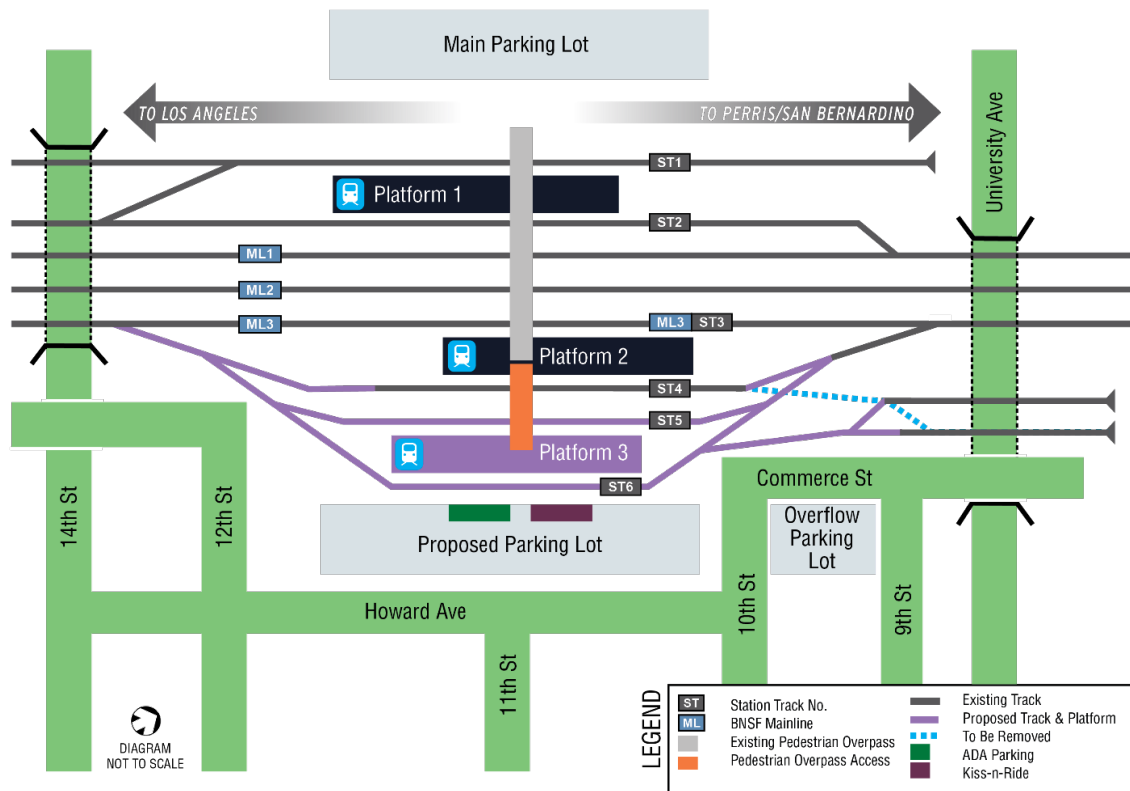 Main Parking Lot
TO LOS ANGELES
TO PERRIS/SAN BERNARDINO
University Ave
ST1
Platform 1
ST2
ML1
ML2
ML3
ML3 ST3
Platform 2
ST4
ST5
Platform 3
ST6
Commerce St
14th St
12th St
Proposed Parking Lot
Overflow
Parking
Lot
Howard Ave
10th St
9th St
11th St
DIAGRAM
NOT TO SCALE
LEGEND
ST Station Track No.
ML BNSF Mainline
Existing Pedestrian Overpass
Pedestrian Overpass Access
Existing Track
Proposed Track & Platform
To Be Removed
ADA Parking
Kiss-n-Ride